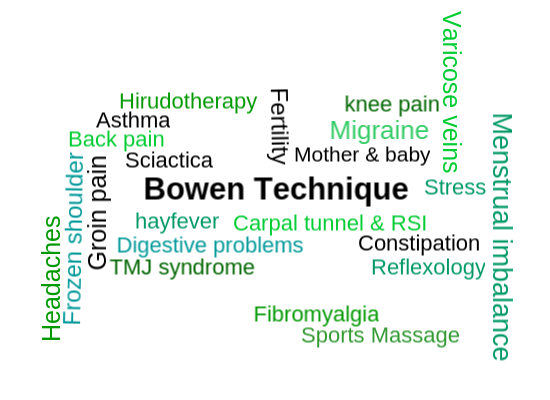 Varicose veins
Hirudotherapy
Fertility
knee pain
Asthma
Migraine
Menstrual imbalance
Back pain
Sciactica
Mother & baby
Frozen shoulder
Groin pain
Bowen Technique
Stress
Headaches
hayfever
Carpal tunnel & RSI
Digestive problems
Constipation
TMJ syndrome
Reflexology
Fibromyalgia
Sports Massage